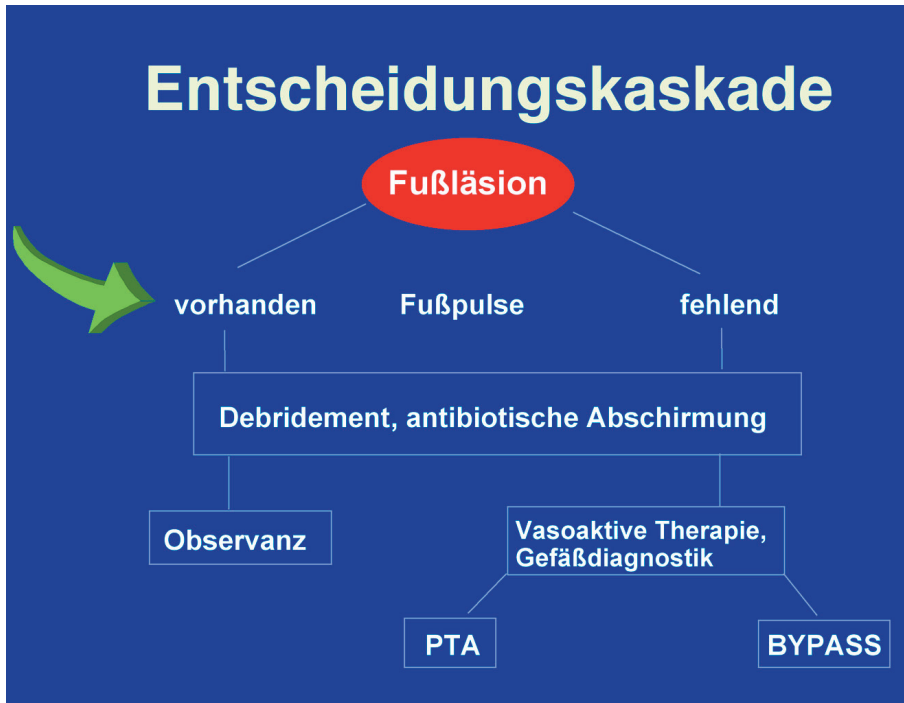 Entscheidungskaskade
Fußläsion
vorhanden Fußpulse fehlend
Debridement, antibiotische Abschirmung
Observanz
Vasoaktive Therapie,
Gefäßdiagnostik
PTA
BYPASS